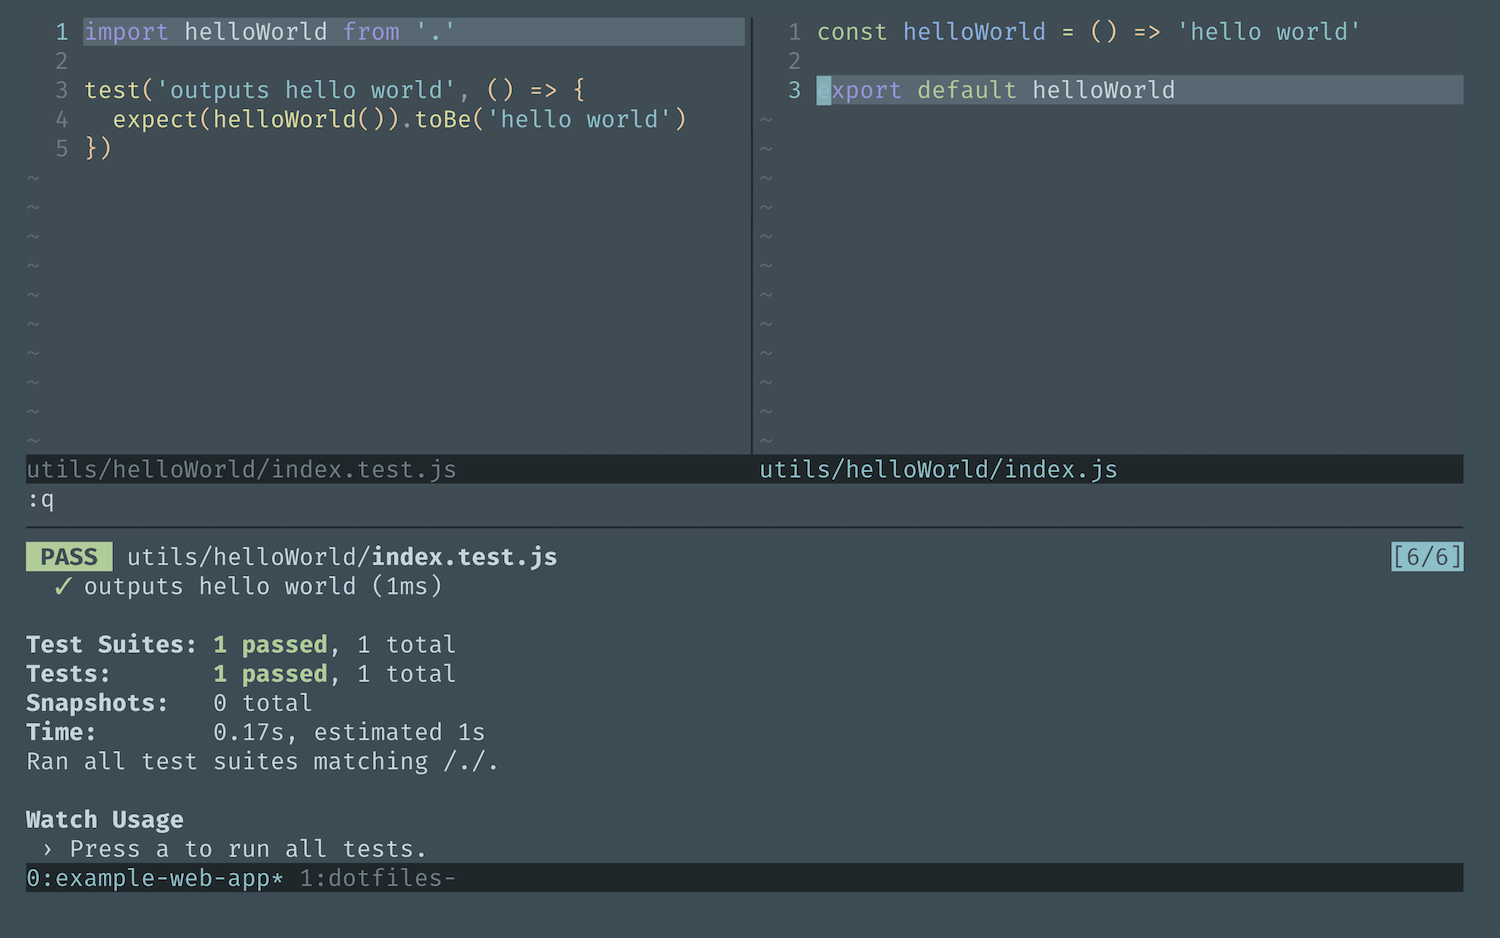 1 import helloWorld from '.'
2
3 test('outputs hello world', () => {
4   expect(helloWorld()).toBe('hello world')
5 })
~
~
~
~
~
~
~
~
~
~
utils/helloWorld/index.test.js
1 const helloWorld = () => 'hello world'
2
3 export default helloWorld
~
~
~
~
~
~
~
~
~
~
~
~
utils/helloWorld/index.js
:q
PASS utils/helloWorld/index.test.js [6/6]
  ✓ outputs hello world (1ms)
Test Suites: 1 passed, 1 total
Tests:       1 passed, 1 total
Snapshots:   0 total
Time:        0.17s, estimated 1s
Ran all test suites matching /./.
Watch Usage
 › Press a to run all tests.
0:example-web-app* 1:dotfiles-